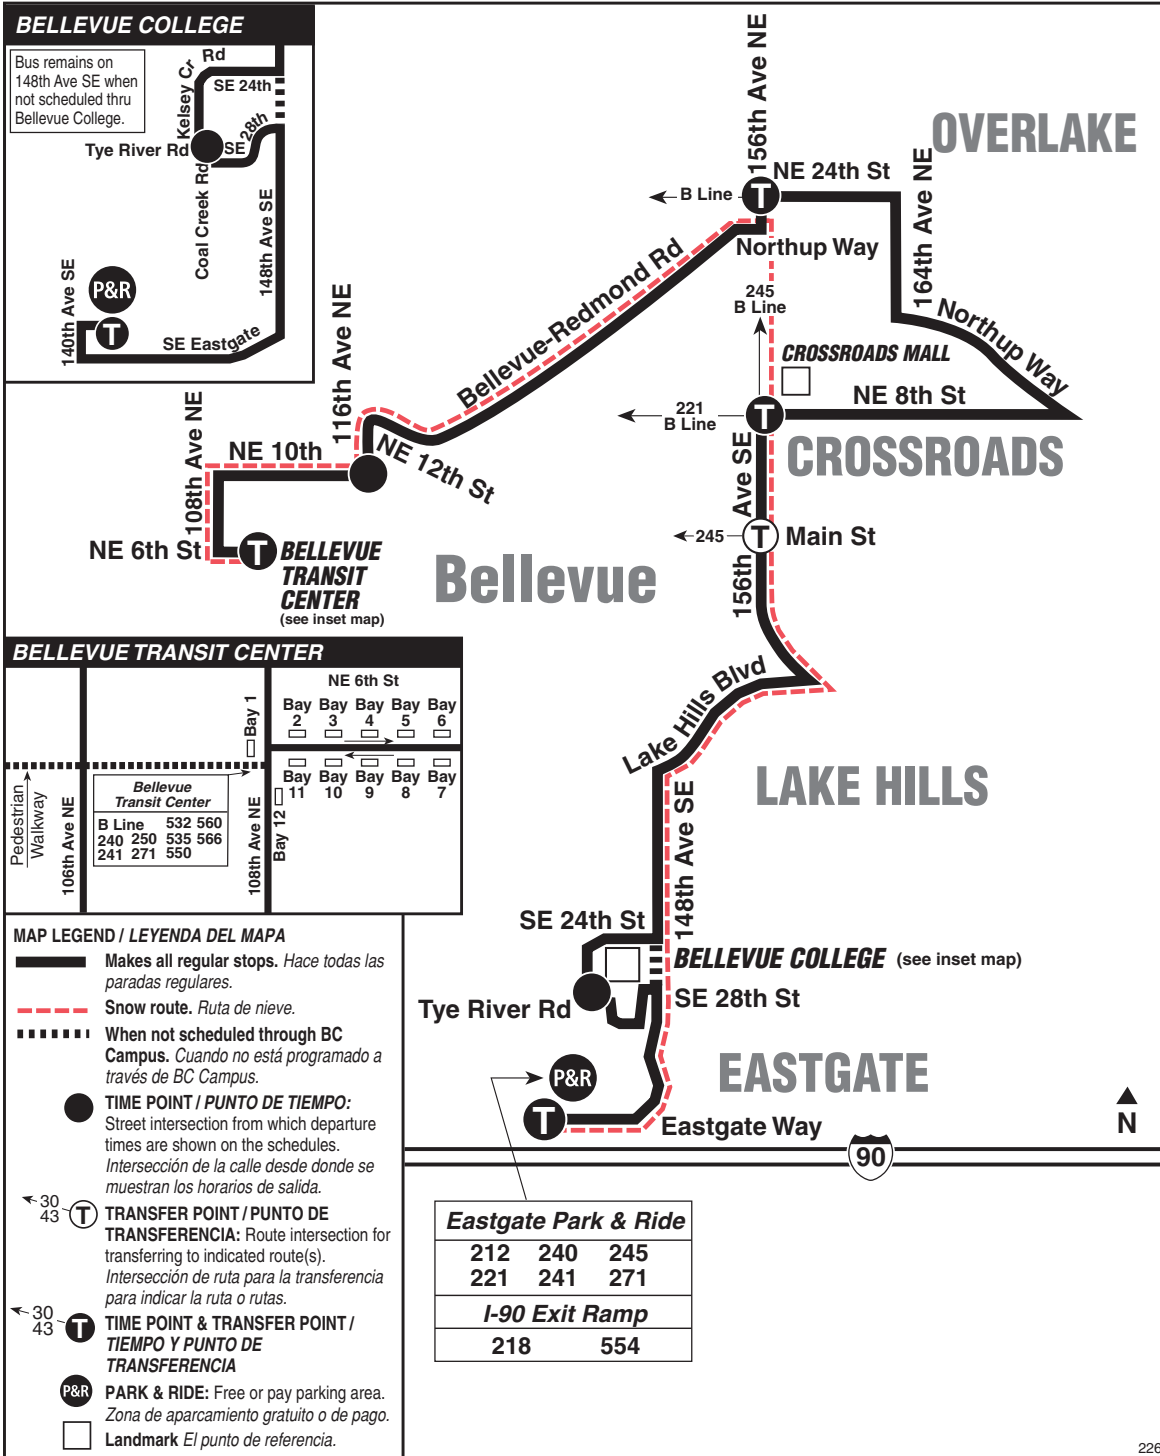 BELLEVUE COLLEGE
Bus remains on
148th Ave SE when
not scheduled thru
Bellevue College.
Kelsey Cr
Rd
SE 24th
SE
28th
Tye River Rd
Coal Creek Rd
148th Ave SE
140th Ave SE
P&R
T
SE Eastgate
156th Ave NE
OVERLAKE
NE 24th St
T
B Line
164th Ave NE
Northup Way
Bellevue-Redmond Rd
245
B Line
Northup Way
CROSSROADS MALL
NE 8th St
221
B Line
T
CROSSROADS
116th Ave NE
108th Ave NE
NE 10th
NE 12th St
Ave SE
156th
245
T
Main St
NE 6th St
T
BELLEVUE
TRANSIT
CENTER
(see inset map)
Bellevue
BELLEVUE TRANSIT CENTER
NE 6th St
Bay 1
Bay Bay Bay Bay Bay
2 3 4 5 6
Bay Bay Bay Bay Bay
11 10 9 8 7
Bay 12
Pedestrian
Walkway
106th Ave NE
108th Ave NE
Bellevue
Transit Center
B Line 532 560
240 250 535 566
241 271 550
Lake Hills Blvd
LAKE HILLS
148th Ave SE
SE 24th St
BELLEVUE COLLEGE (see inset map)
SE 28th St
Tye River Rd
P&R
EASTGATE
T
Eastgate Way
N
90
Eastgate Park & Ride
212 240 245
221 241 271
I-90 Exit Ramp
218 554
MAP LEGEND / LEYENDA DEL MAPA
Makes all regular stops. Hace todas las
paradas regulares.
Snow route. Ruta de nieve.
When not scheduled through BC
Campus. Cuando no está programado a
través de BC Campus.
TIME POINT / PUNTO DE TIEMPO:
Street intersection from which departure
times are shown on the schedules.
Intersección de la calle desde donde se
muestran los horarios de salida.
30
43
T
TRANSFER POINT / PUNTO DE
TRANSFERENCIA: Route intersection for
transferring to indicated route(s).
Intersección de ruta para la transferencia
para indicar la ruta o rutas.
30
43
T
TIME POINT & TRANSFER POINT /
TIEMPO Y PUNTO DE
TRANSFERENCIA
P&R
PARK & RIDE: Free or pay parking area.
Zona de aparcamiento gratuito o de pago.
Landmark El punto de referencia.
226